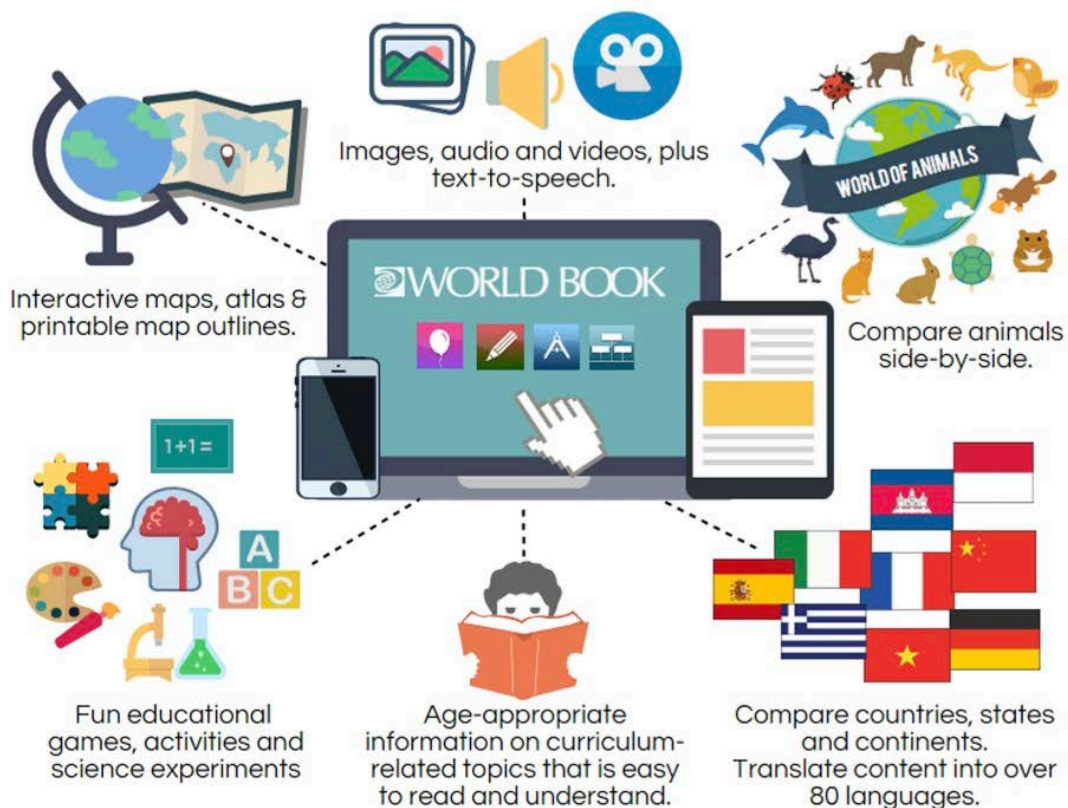 Images, audio and videos, plus
text-to-speech.
WORLD OF ANIMALS
Interactive maps, atlas &
printable map outlines.
WORLD BOOK
Compare animals
side-by-side.
1+1=
A
B C
Fun educational
games, activities and
science experiments
Age-appropriate
information on curriculum-
related topics that is easy
to read and understand.
Compare countries, states
and continents.
Translate content into over
80 languages.